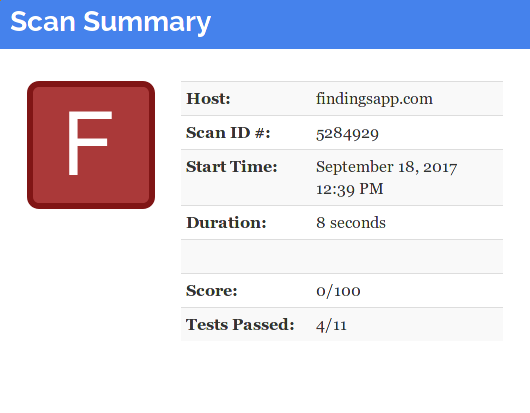 Scan Summary
F
Host: findingsapp.com
Scan ID #: 5284929
Start Time: September 18, 2017
12:39 PM
Duration: 8 seconds
Score: 0/100
Tests Passed: 4/11